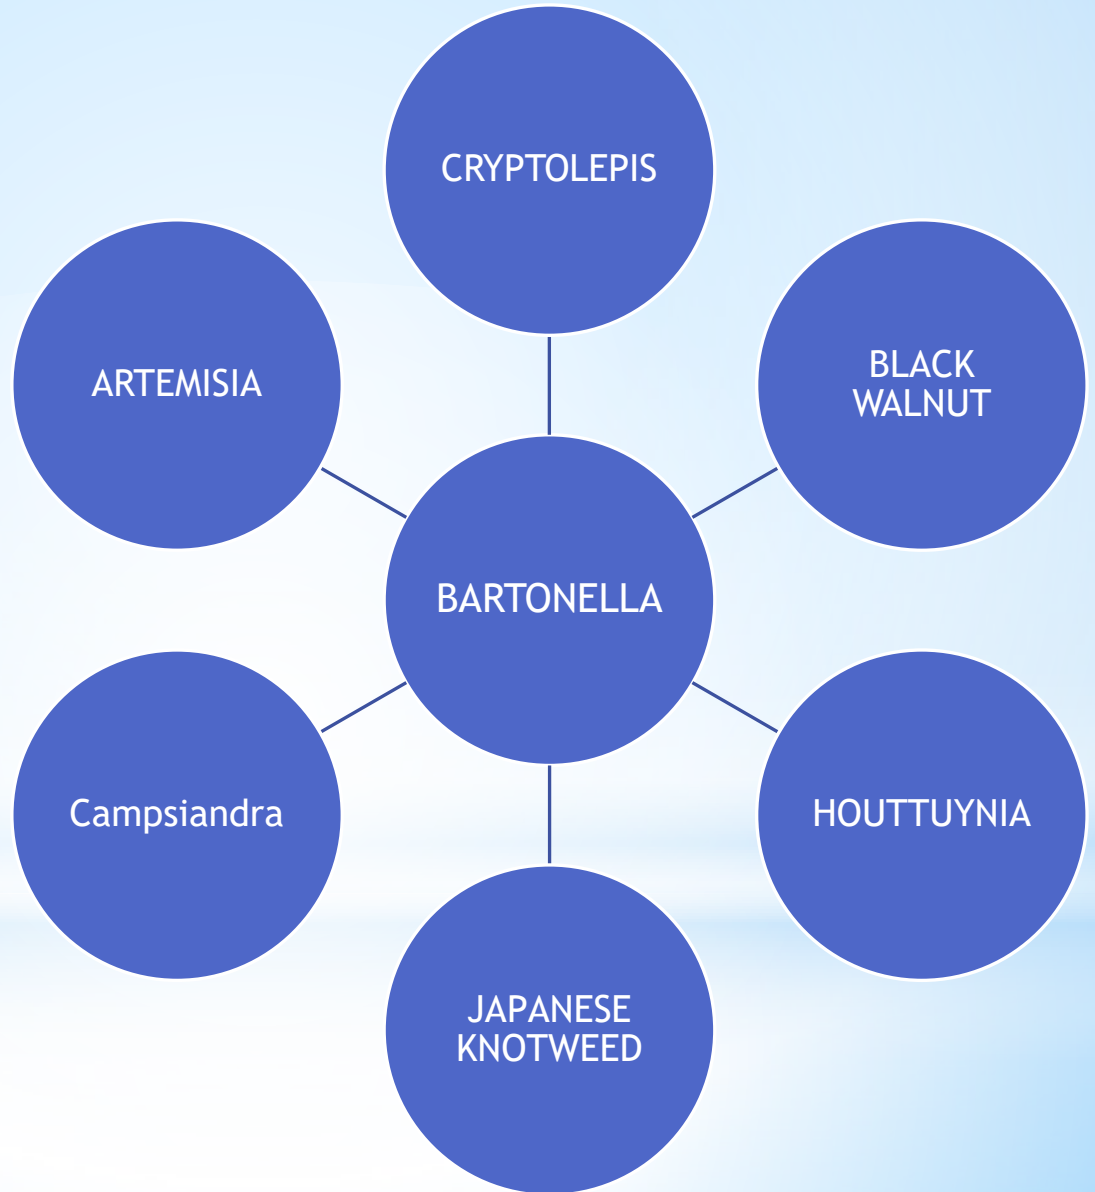 CRYPTOLEPIS
ARTEMISIA
BLACK
WALNUT
BARTONELLA
Campsiandra
HOUTTUYNIA
JAPANESE
KNOTWEED